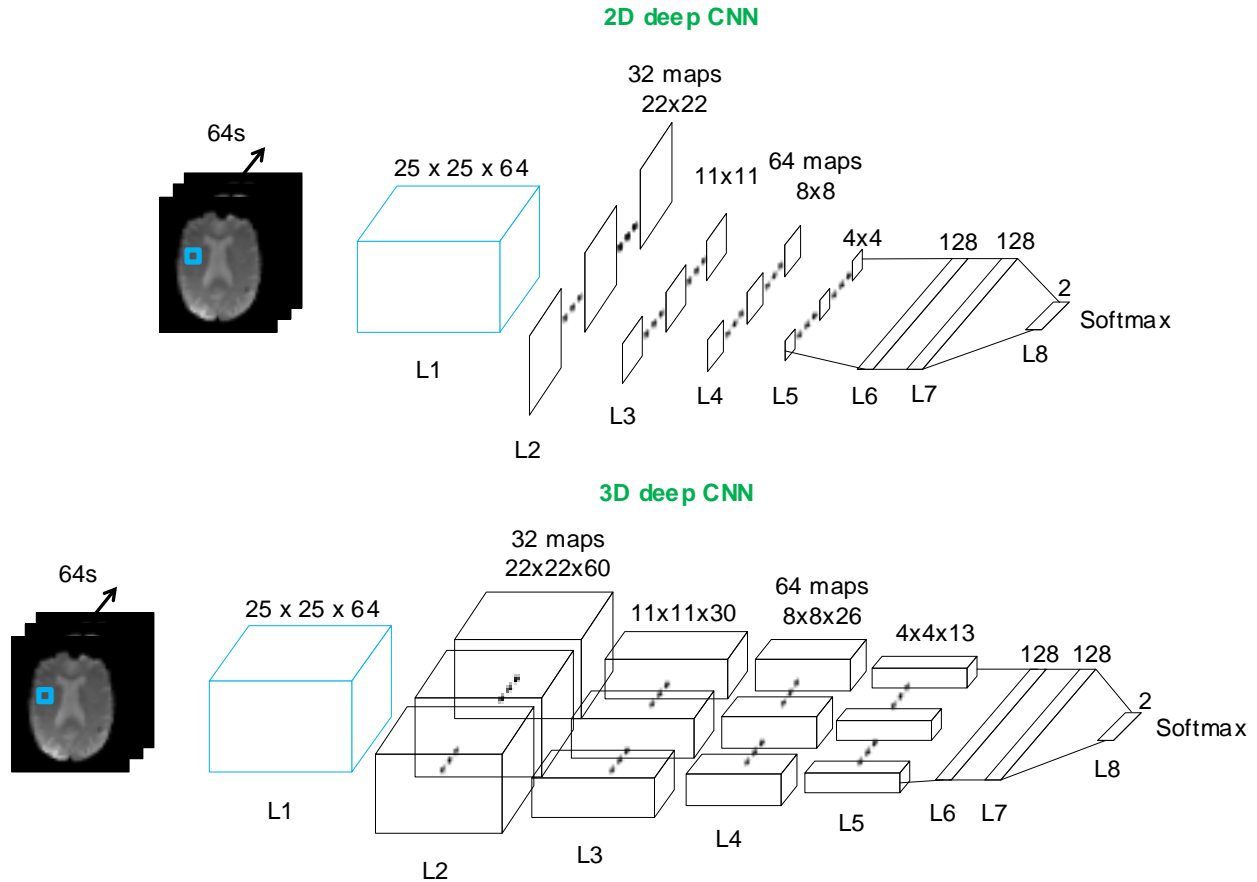 2D deep CNN
32 maps
22x22
64s
25 x 25 x 64
11x11
64 maps
8x8
4x4
128
128
2
Softmax
L1
L2
L3
L4
L5
L6
L7
L8
3D deep CNN
32 maps
22x22x60
64s
25 x 25 x 64
11x11x30
64 maps
8x8x26
4x4x13
128
128
2
Softmax
L1
L2
L3
L4
L5
L6
L7
L8